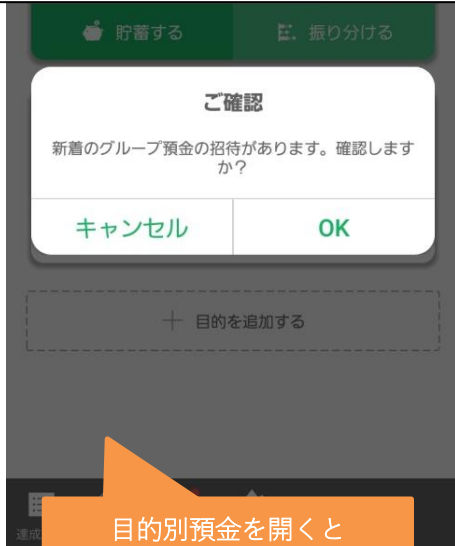 貯蓄する
振り分ける
ご確認
新着のグループ預金の招待があります。確認します
か？
キャンセル
OK
＋ 目的を追加する
達成
目的別預金を開くと